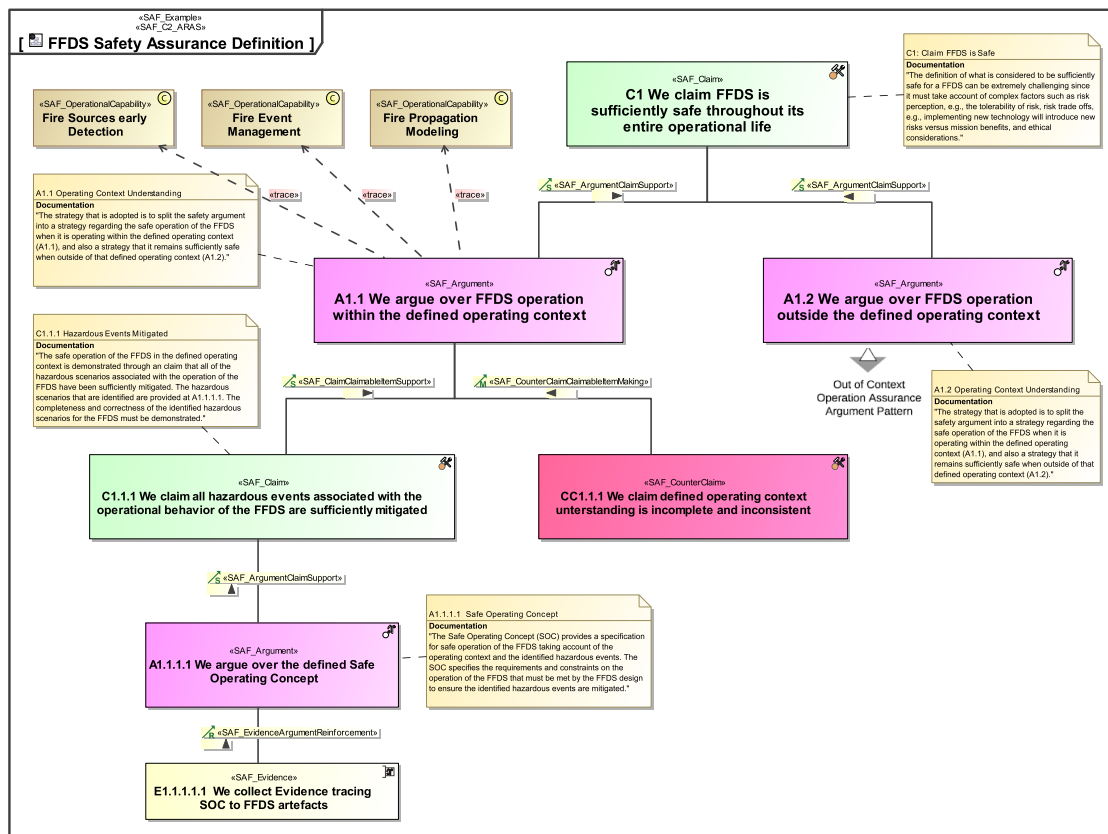 «SAF_Example»
«SAF_C2_ARAS»
[ FFDS Safety Assurance Definition ]
«SAF_OperationalCapability»
Fire Sources early
Detection
«SAF_OperationalCapability»
Fire Event
Management
«SAF_OperationalCapability»
Fire Propagation
Modeling
«SAF_Claim»
C1 We claim FFDS is
sufficiently safe throughout its
entire operational life
C1: Claim FFDS is Safe
Documentation
"The definition of what is considered to be sufficiently
safe for a FFDS can be extremely challenging since
it must take account of complex factors such as risk
perception, e.g., the tolerability of risk, risk trade offs,
e.g., implementing new technology will introduce new
risks versus mission benefits, and ethical
considerations."
«trace»
«trace»
«trace»
«SAF_ArgumentClaimSupport»
«SAF_ArgumentClaimSupport»
A1.1 Operating Context Understanding
Documentation
"The strategy that is adopted is to split the safety argument
into a strategy regarding the safe operation of the FFDS
when it is operating within the defined operating context
(A1.1), and also a strategy that it remains sufficiently safe
when outside of that defined operating context (A1.2)."
«SAF_Argument»
A1.1 We argue over FFDS operation
within the defined operating context
«SAF_Argument»
A1.2 We argue over FFDS operation
outside the defined operating context
Out of Context
Operation Assurance
Argument Pattern
C1.1.1 Hazardous Events Mitigated
Documentation
"The safe operation of the FFDS in the defined operating
context is demonstrated through an claim that all of the
hazardous scenarios associated with the operation of the
FFDS have been sufficiently mitigated. The hazardous
scenarios that are identified are provided at A1.1.1.1. The
completeness and correctness of the identified hazardous
scenarios for the FFDS must be demonstrated."
«SAF_ClaimClaimableItemSupport»
«SAF_CounterClaimClaimableItemMaking»
A1.2 Operating Context Understanding
Documentation
"The strategy that is adopted is to split the
safety argument into a strategy regarding the
safe operation of the FFDS when it is
operating within the defined operating
context (A1.1), and also a strategy that it
remains sufficiently safe when outside of that
defined operating context (A1.2)."
«SAF_Claim»
C1.1.1 We claim all hazardous events associated with the
operational behavior of the FFDS are sufficiently mitigated
«SAF_CounterClaim»
CC1.1.1 We claim defined operating context
unterstanding is incomplete and inconsistent
«SAF_ArgumentClaimSupport»
«SAF_Argument»
A1.1.1.1 We argue over the defined Safe
Operating Concept
A1.1.1.1 Safe Operating Concept
Documentation
"The Safe Operating Concept (SOC) provides a specification
for safe operation of the FFDS taking account of the
operating context and the identified hazardous events. The
SOC specifies the requirements and constraints on the
operation of the FFDS that must be met by the FFDS design
to ensure the identified hazardous events are mitigated."
«SAF_EvidenceArgumentReinforcement»
«SAF_Evidence»
E1.1.1.1.1 We collect Evidence tracing
SOC to FFDS artefacts